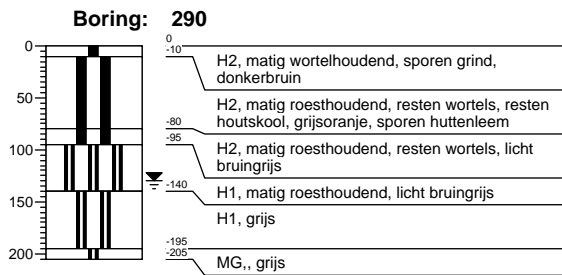 Boring: 290
0
0
-10
H2, matig wortelhoudend, sporen grind,
donkerbruin
50
H2, matig roesthoudend, resten wortels, resten
houtskool, grijsoranje, sporen huttenleem
-80
-95
100
H2, matig roesthoudend, resten wortels, licht
bruingrijs
-140
H1, matig roesthoudend, licht bruingrijs
150
H1, grijs
-195
200
-205
MG,, grijs